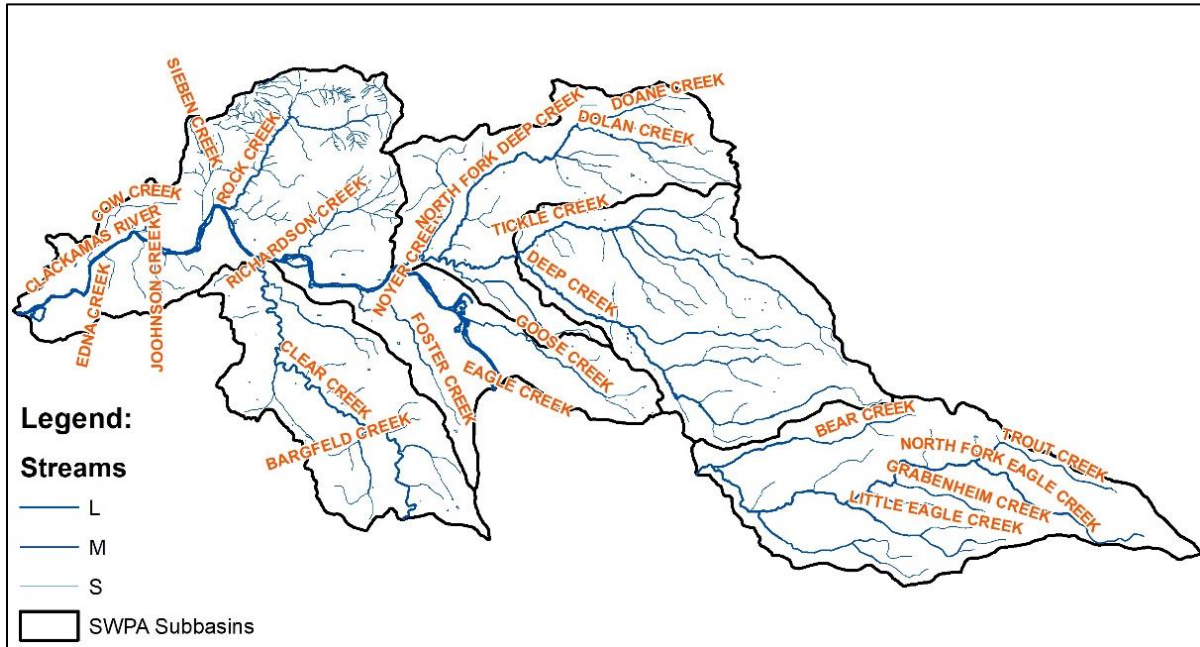 SIEBEN CREEK
ROCK CREEK
COW CREEK
CLACKAMAS RIVER
EDNA CREEK
JOOHNSON CREEK
RICHARDSON CREEK
NORTH FORK DEEP CREEK
DOANE CREEK
DOLAN CREEK
TICKLE CREEK
DEEP CREEK
NOYER CREEK
FOSTER CREEK
GOOSE CREEK
EAGLE CREEK
CLEAR CREEK
BARGFELD CREEK
BEAR CREEK
TROUT CREEK
NORTH FORK EAGLE CREEK
GRABENHEIM CREEK
LITTLE EAGLE CREEK
Legend:
Streams
L
M
S
SWPA Subbasins